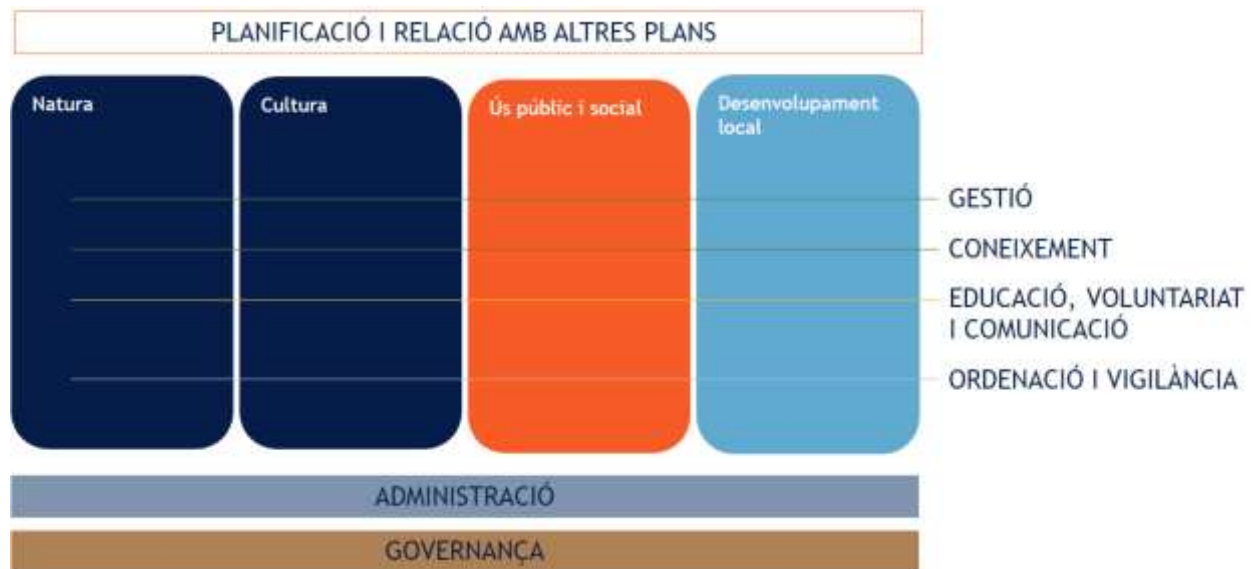 PLANIFICACIÓ I RELACIÓ AMB ALTRES PLANS
Natura
Cultura
Ús públic i social
Desenvolupament
local
GESTIÓ
CONEIXEMENT
EDUCACIÓ, VOLUNTARIAT
I COMUNICACIÓ
ORDENACIÓ I VIGILÀNCIA
ADMINISTRACIÓ
GOVERNANÇA